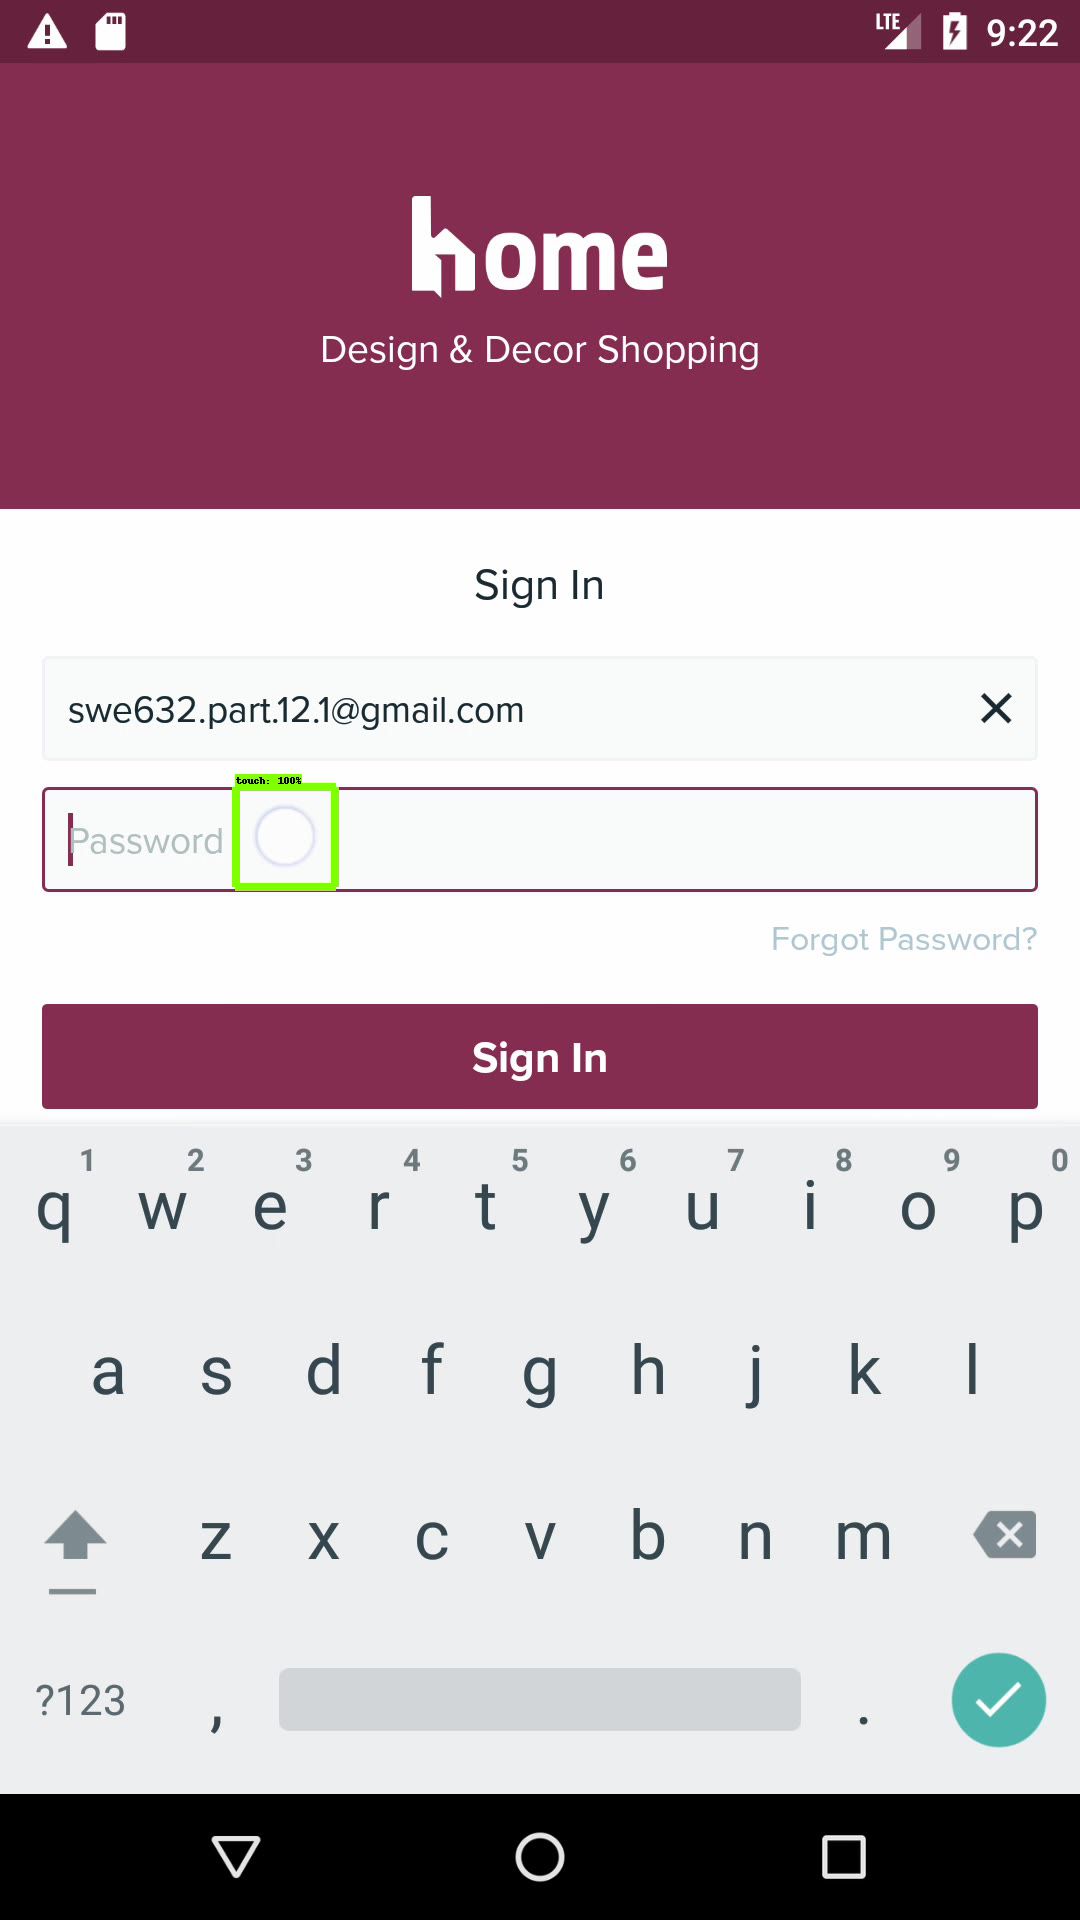 LTE 9:22
home
Design & Decor Shopping
Sign In
swe632.part.12.1@gmail.com
touch: 100%
Password
Forgot Password?
Sign In
1 2 3 4 5 6 7 8 9 0
q w e r t y u i o p
a s d f g h j k l
z x c v b n m
?123 , .